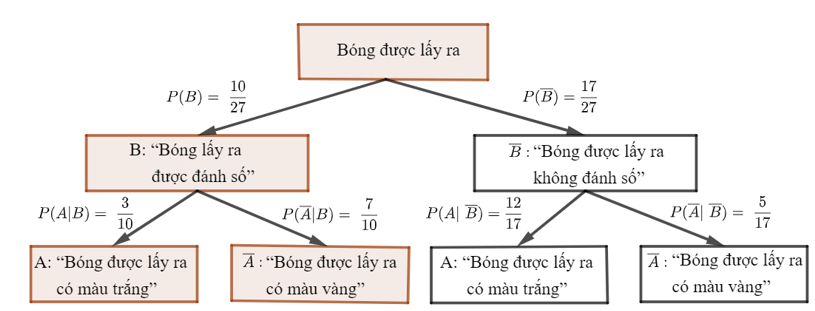 Bóng được lấy ra
P(B) = 10/27
P(B̅) = 17/27
B: “Bóng lấy ra
được đánh số”
B̅ : “Bóng được lấy ra
không đánh số”
P(A|B) = 3/10
P(A̅|B) = 7/10
P(A| B̅) = 12/17
P(A̅| B̅) = 5/17
A: “Bóng được lấy ra
có màu trắng”
A̅ : “Bóng được lấy ra
có màu vàng”
A: “Bóng được lấy ra
có màu trắng”
A̅ : “Bóng được lấy ra
có màu vàng”